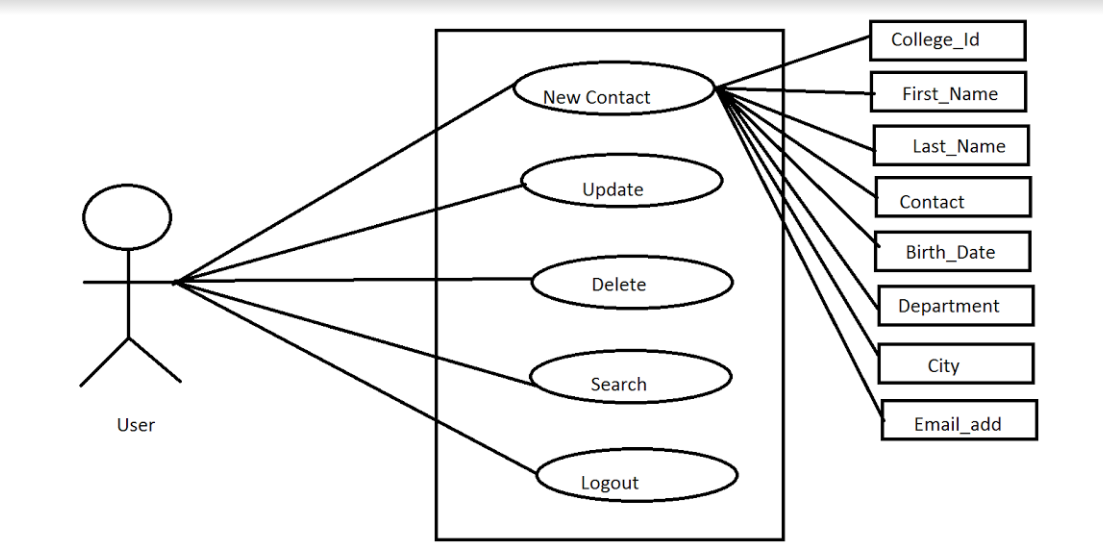 New Contact
Update
Delete
Search
Logout
User
College_Id
First_Name
Last_Name
Contact
Birth_Date
Department
City
Email_add